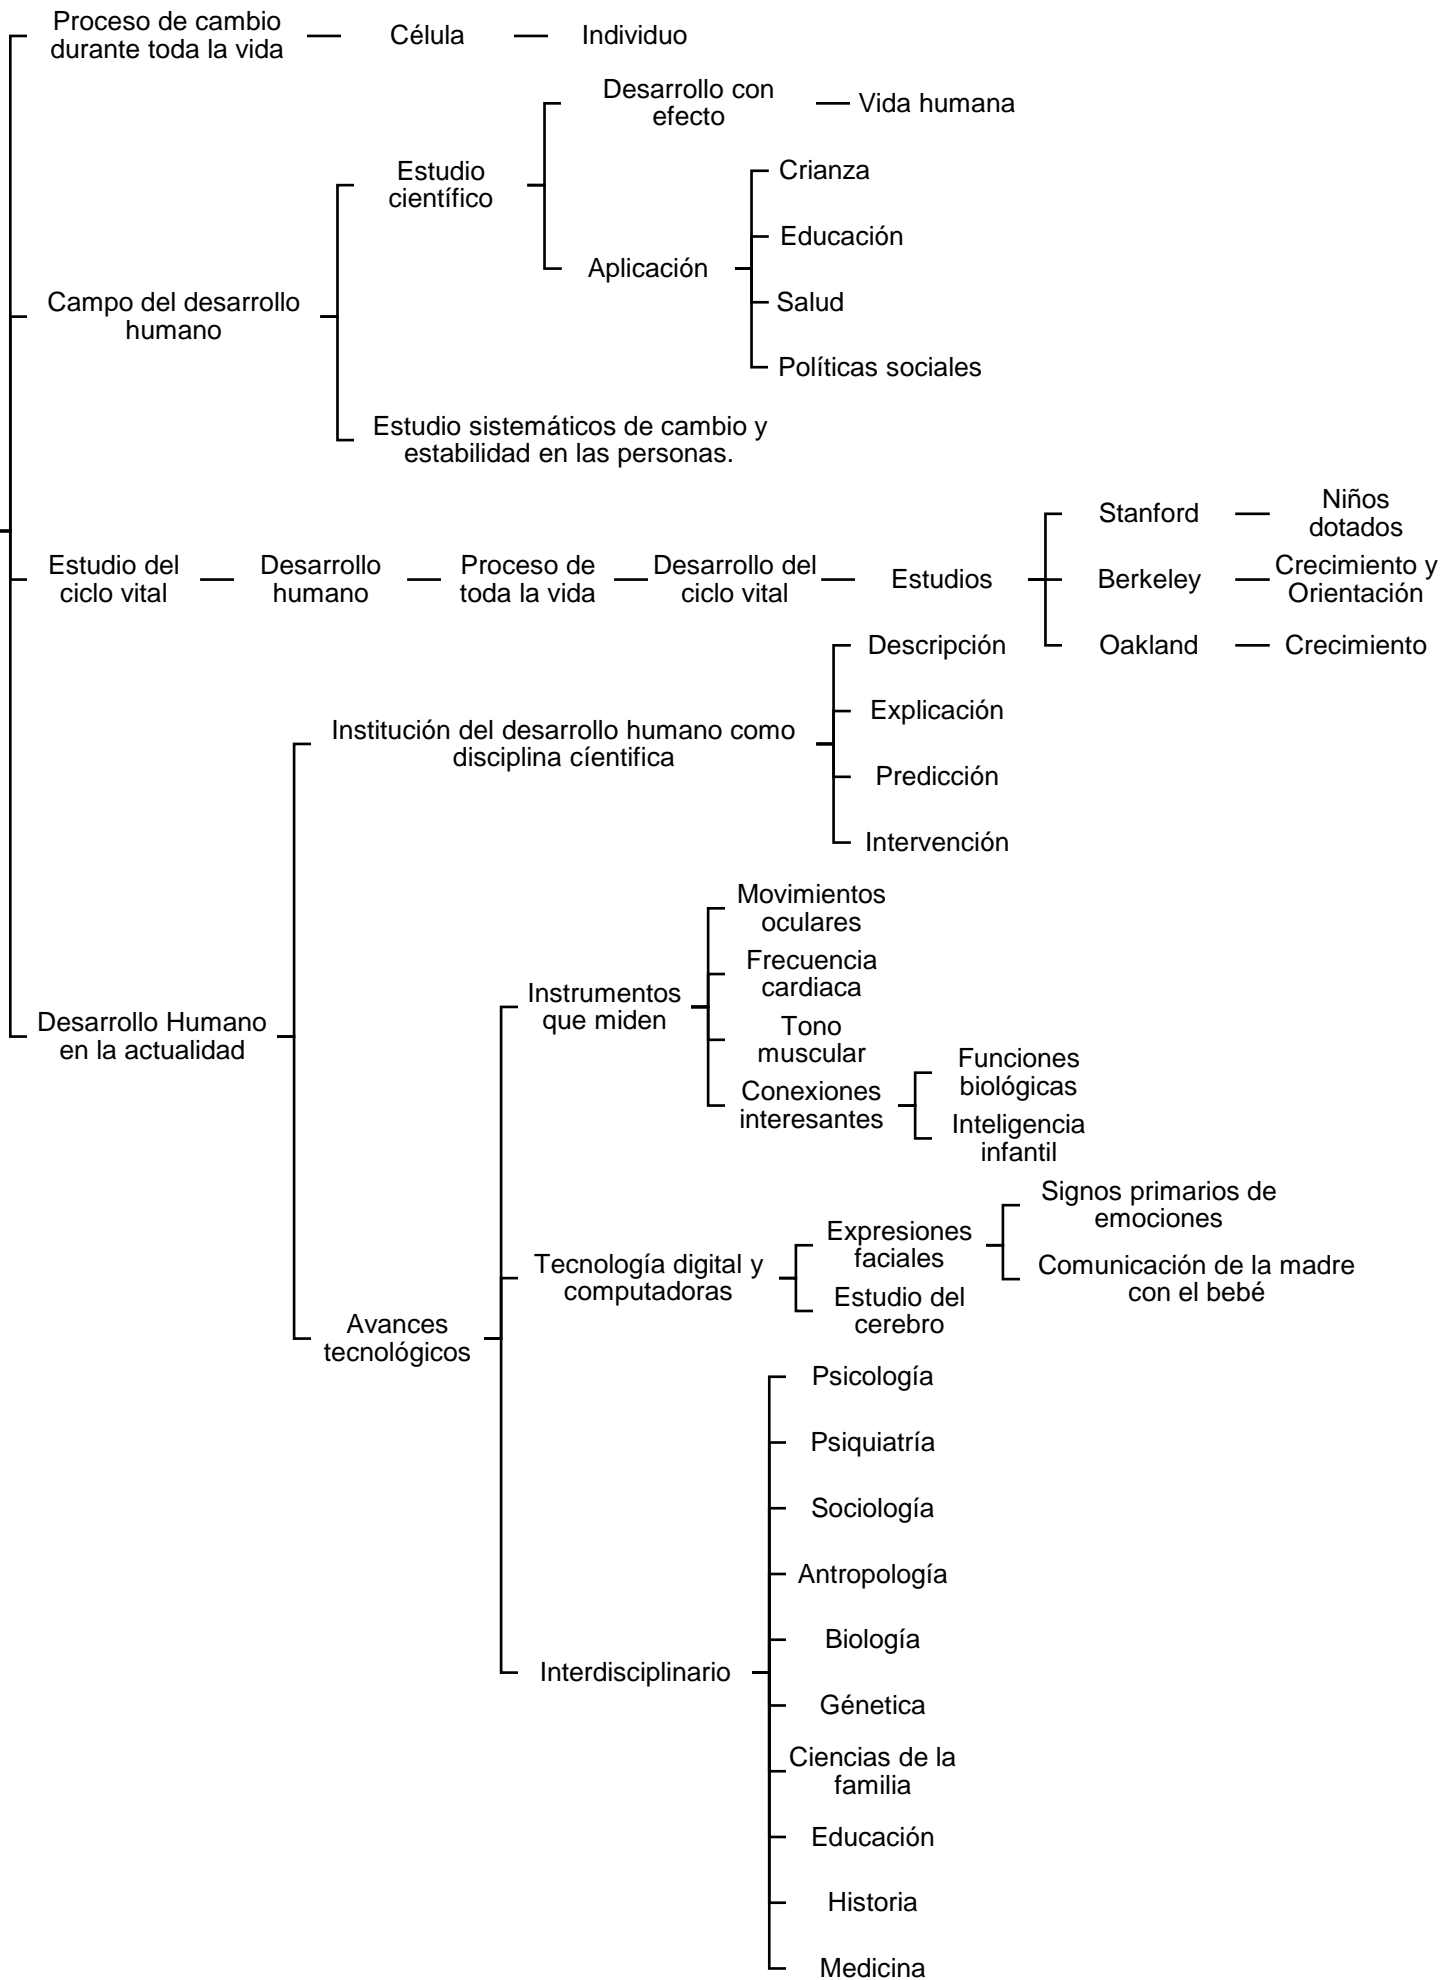 Proceso de cambio
durante toda la vida
Célula
Individuo
Desarrollo con
efecto
Vida humana
Estudio
científico
Crianza
Educación
Aplicación
Salud
Políticas sociales
Campo del desarrollo
humano
Estudio sistemáticos de cambio y
estabilidad en las personas.
Estudio del
ciclo vital
Desarrollo
humano
Proceso de
toda la vida
Desarrollo del
ciclo vital
Estudios
Stanford
Niños
dotados
Berkeley
Crecimiento y
Orientación
Oakland
Crecimiento
Institución del desarrollo humano como
disciplina cíentifica
Descripción
Explicación
Predicción
Intervención
Desarrollo Humano
en la actualidad
Avances
tecnológicos
Instrumentos
que miden
Movimientos
oculares
Frecuencia
cardiaca
Tono
muscular
Conexiones
interesantes
Funciones
biológicas
Inteligencia
infantil
Tecnología digital y
computadoras
Expresiones
faciales
Signos primarios de
emociones
Comunicación de la madre
con el bebé
Estudio del
cerebro
Interdisciplinario
Psicología
Psiquiatría
Sociología
Antropología
Biología
Génetica
Ciencias de la
familia
Educación
Historia
Medicina